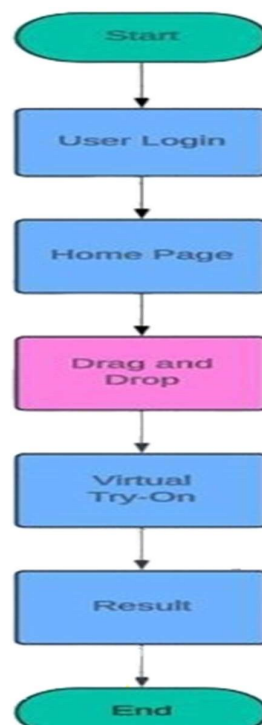 Start
User Login
Home Page
Drag and
Drop
Virtual
Try-On
Result
End